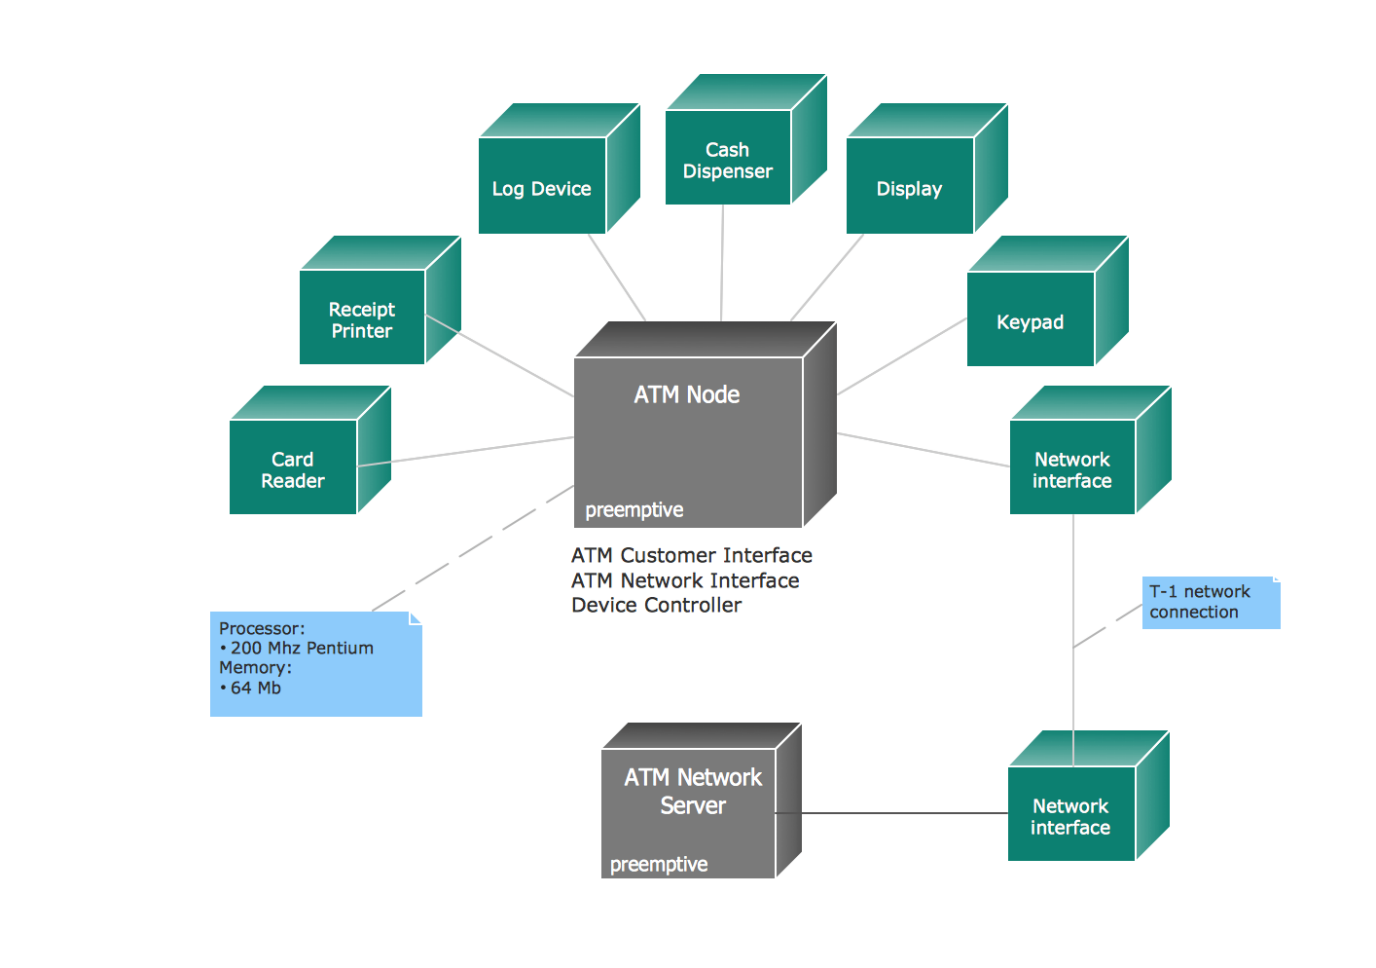 Cash
Dispenser
Log Device
Display
Receipt
Printer
Keypad
ATM Node
preemptive
Card
Reader
Network
interface
ATM Customer Interface
ATM Network Interface
Device Controller
T-1 network
connection
Processor:
• 200 Mhz Pentium
Memory:
• 64 Mb
ATM Network
Server
preemptive
Network
interface